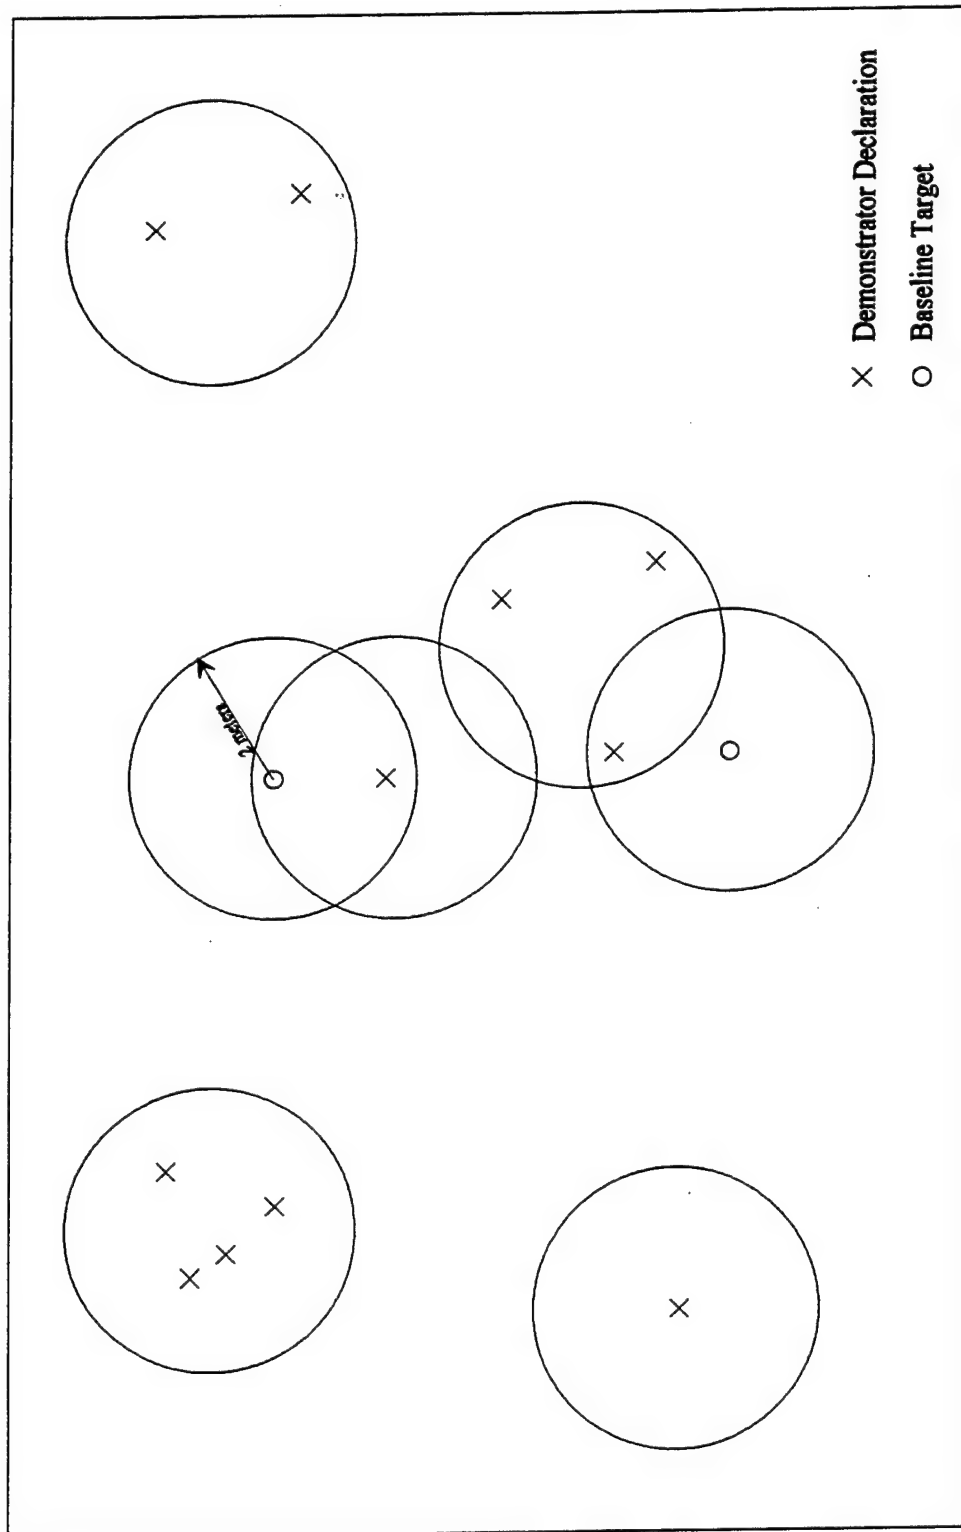 2 meters
× Demonstrator Declaration
○ Baseline Target